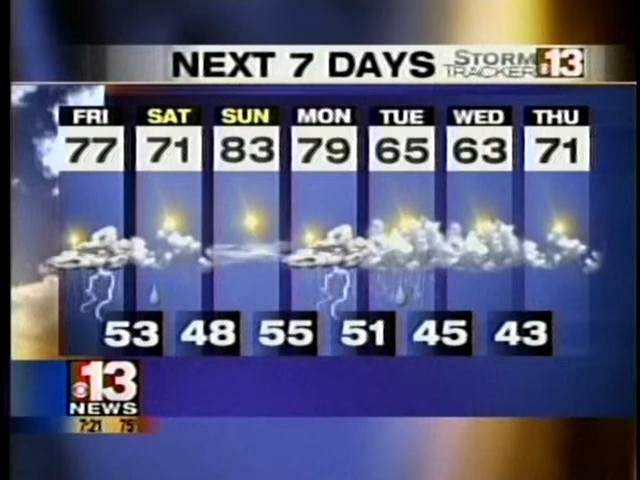 NEXT 7 DAYS STORM TRACKER 13
FRI SAT SUN MON TUE WED THU
77 71 83 79 65 63 71
53 48 55 51 45 43
13
NEWS
7:21 75°